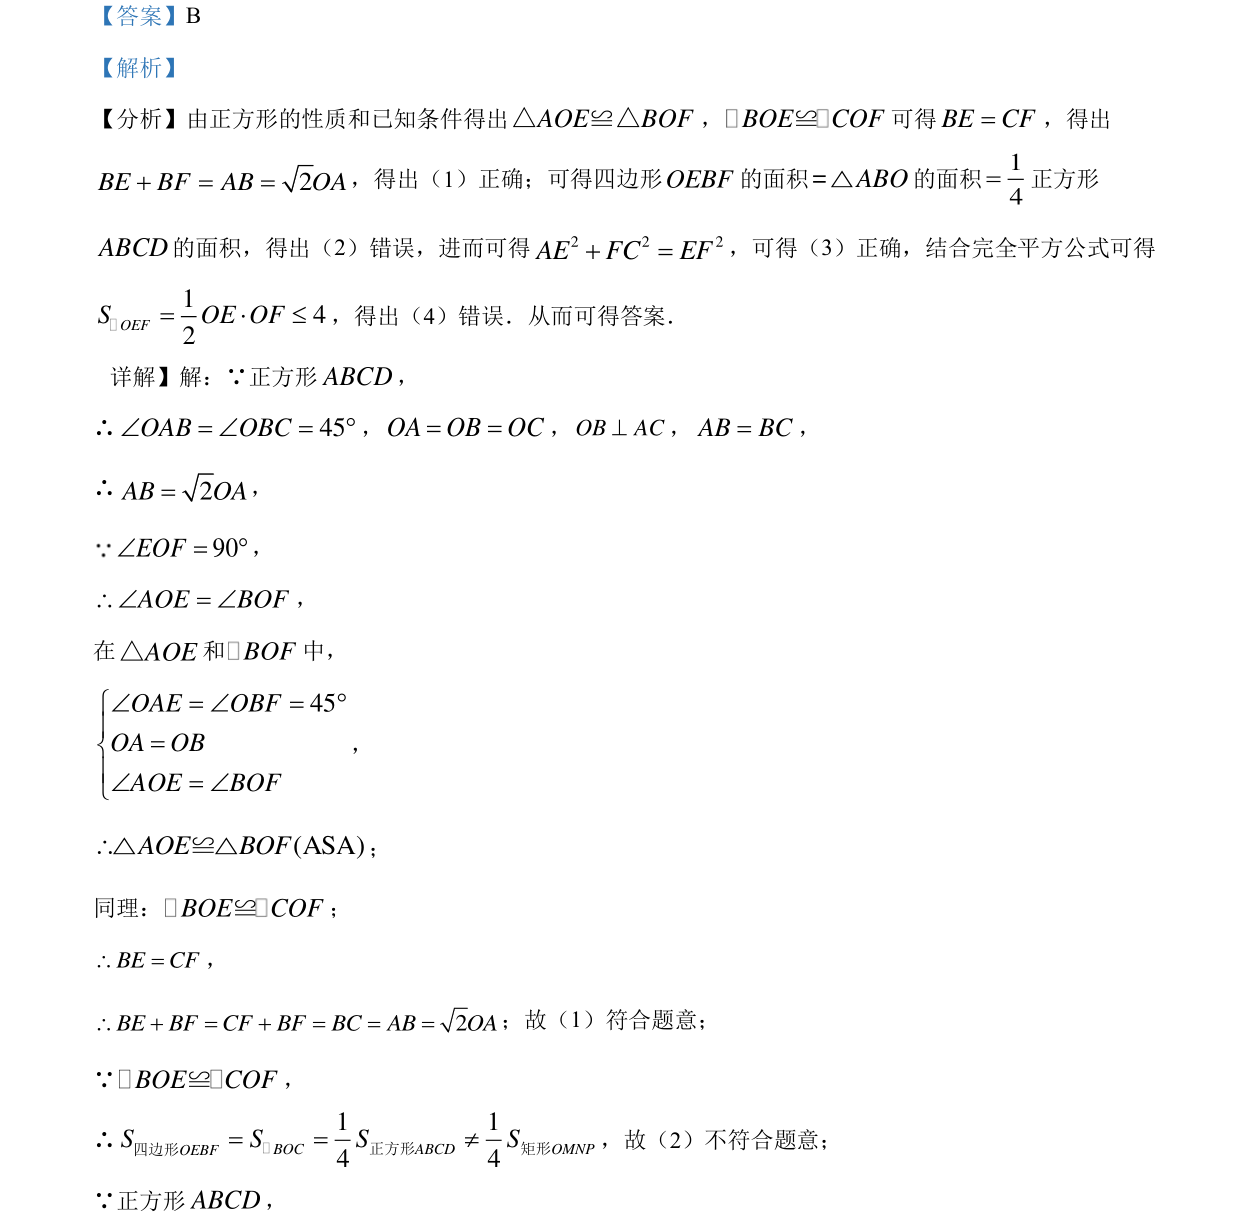 【答案】B
【解析】
【分析】由正方形的性质和已知条件得出△AOE≌△BOF，□BOE≌□COF可得BE=CF，得出
BE+BF=AB=√2OA，得出（1）正确；可得四边形OEBF的面积=△ABO的面积=1/4正方形
ABCD的面积，得出（2）错误，进而可得AE²+FC²=EF²，可得（3）正确，结合完全平方公式可得
S□OEF=1/2OE·OF≤4，得出（4）错误．从而可得答案．
详解】解：∵正方形ABCD，
∴∠OAB=∠OBC=45°，OA=OB=OC，OB⊥AC，AB=BC，
∴AB=√2OA，
∵∠EOF=90°，
∴∠AOE=∠BOF，
在△AOE和□BOF中，
{∠OAE=∠OBF=45°
OA=OB，
∠AOE=∠BOF
∴△AOE≌△BOF(ASA)；
同理：□BOE≌□COF；
∴BE=CF，
∴BE+BF=CF+BF=BC=AB=√2OA；故（1）符合题意；
∵□BOE≌□COF，
∴S四边形OEBF=S□BOC=1/4S正方形ABCD≠1/4S矩形OMNP，故（2）不符合题意；
∵正方形ABCD，